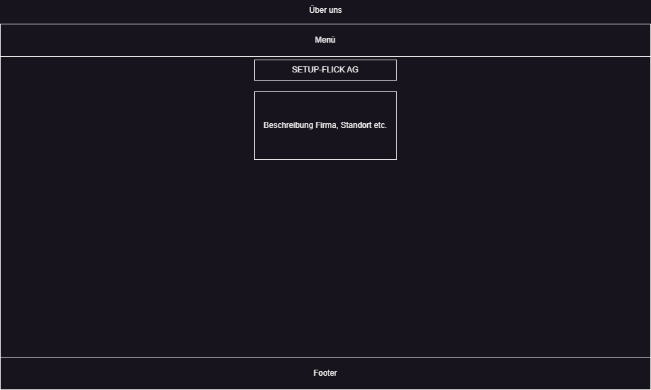 Über uns
Menü
SETUP-FLICK AG
Beschreibung Firma, Standort etc.
Footer